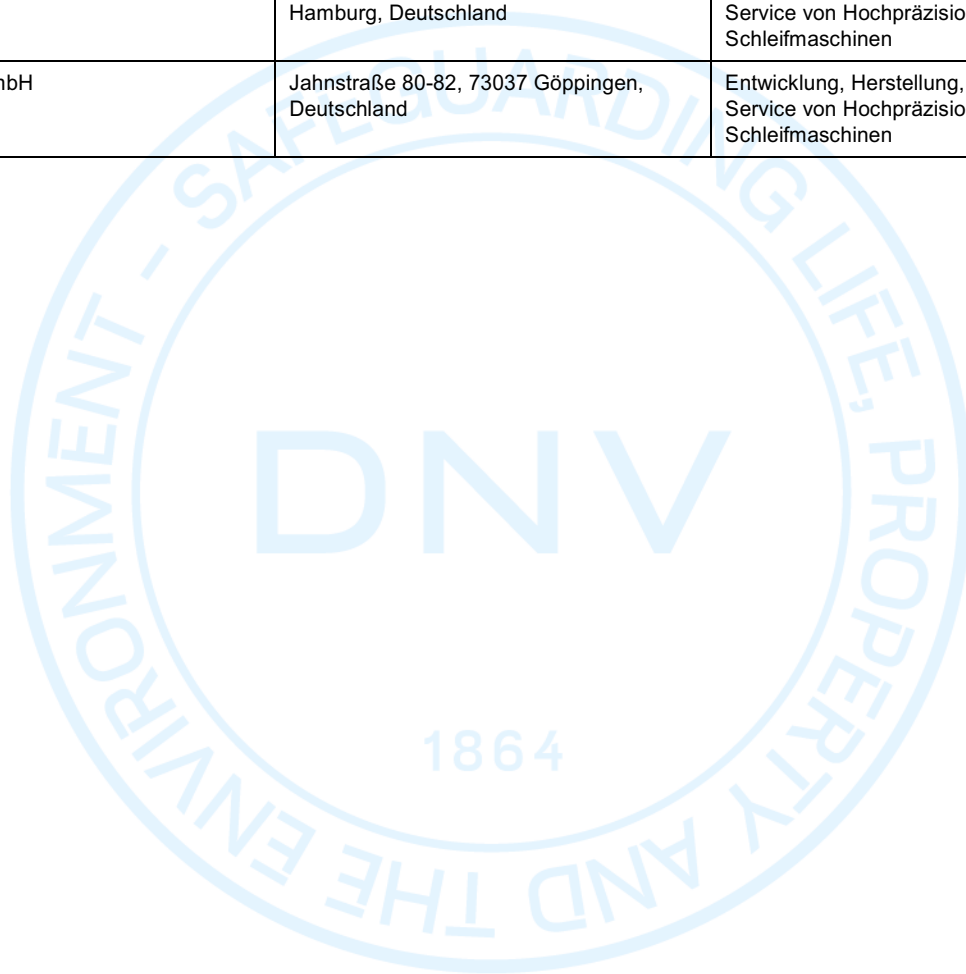 Hamburg, Deutschland
Service von Hochpräzisio
Schleifmaschinen
nbH
Jahnstraße 80-82, 73037 Göppingen,
Deutschland
Entwicklung, Herstellung,
Service von Hochpräzisio
Schleifmaschinen
SAFEGUARDING LIFE, PROPERTY AND THE ENVIRONMENT -
DNV
1864